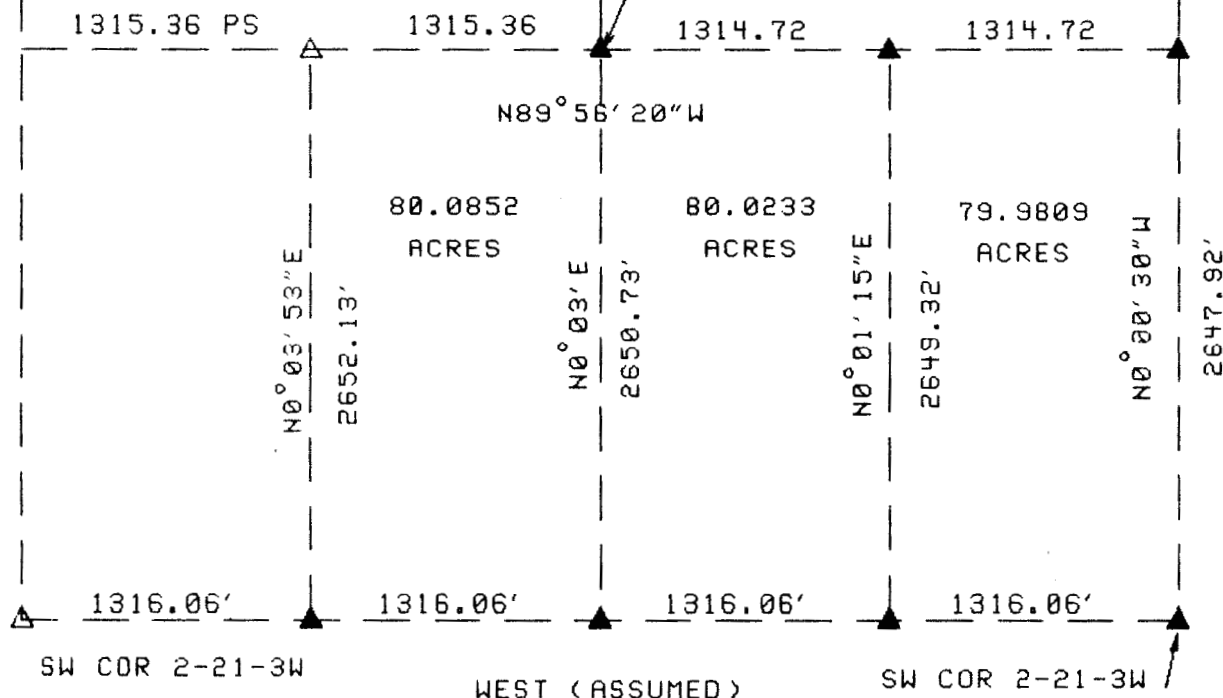 1315.36 PS
1315.36
1314.72
1314.72
N89°56'20"W
80.0852
ACRES
80.0233
ACRES
79.9809
ACRES
N0°03'53"E
2652.13'
N0°03'E
2650.73'
N0°01'15"E
2649.32'
N0°00'30"W
2647.92'
1316.06'
1316.06'
1316.06'
1316.06'
SW COR 2-21-3W
WEST (ASSUMED)
SW COR 2-21-3W